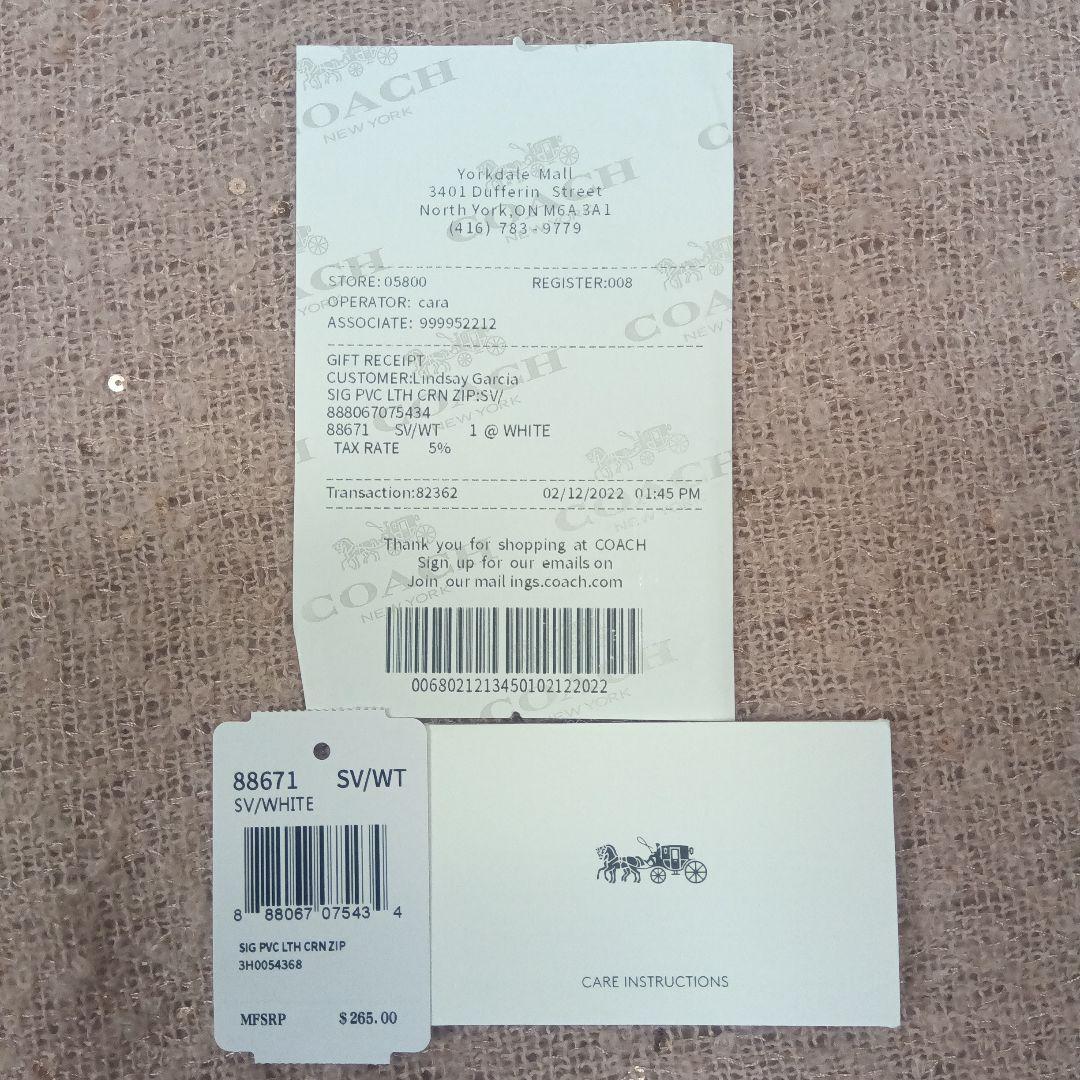 COACH
NEW YORK
Yorkdale Mall
3401 Dufferin Street
North York,ON M6A 3A1
(416) 783-9779
STORE:05800 REGISTER:008
OPERATOR: cara
ASSOCIATE: 999952212
GIFT RECEIPT
CUSTOMER:Lindsay Garcia
SIG PVC LTH CRN ZIP:SV/
888067075434
88671 SV/WT 1 @ WHITE
TAX RATE 5%
Transaction:82362 02/12/2022 01:45 PM
Thank you for shopping at COACH
Sign up for our emails on
Join our mail ings.coach.com
0068021213450102122022
88671 SV/WT
SV/WHITE
8 88067 07543 4
SIG PVC LTH CRN ZIP
3H0054368
MFSRP $265.00
CARE INSTRUCTIONS